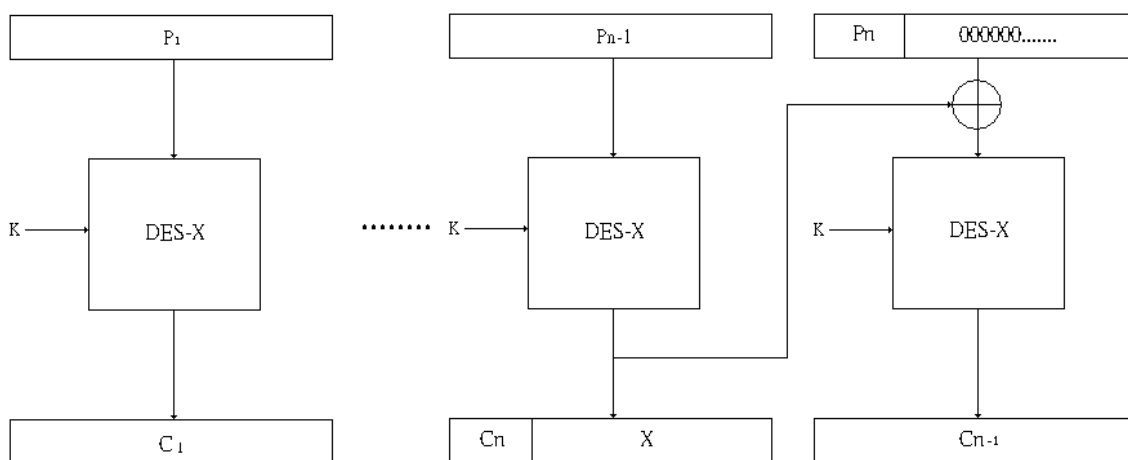 P1
Pn-1
Pn 000000.......
K DES-X
........ K DES-X
K DES-X
C1
Cn X
Cn-1